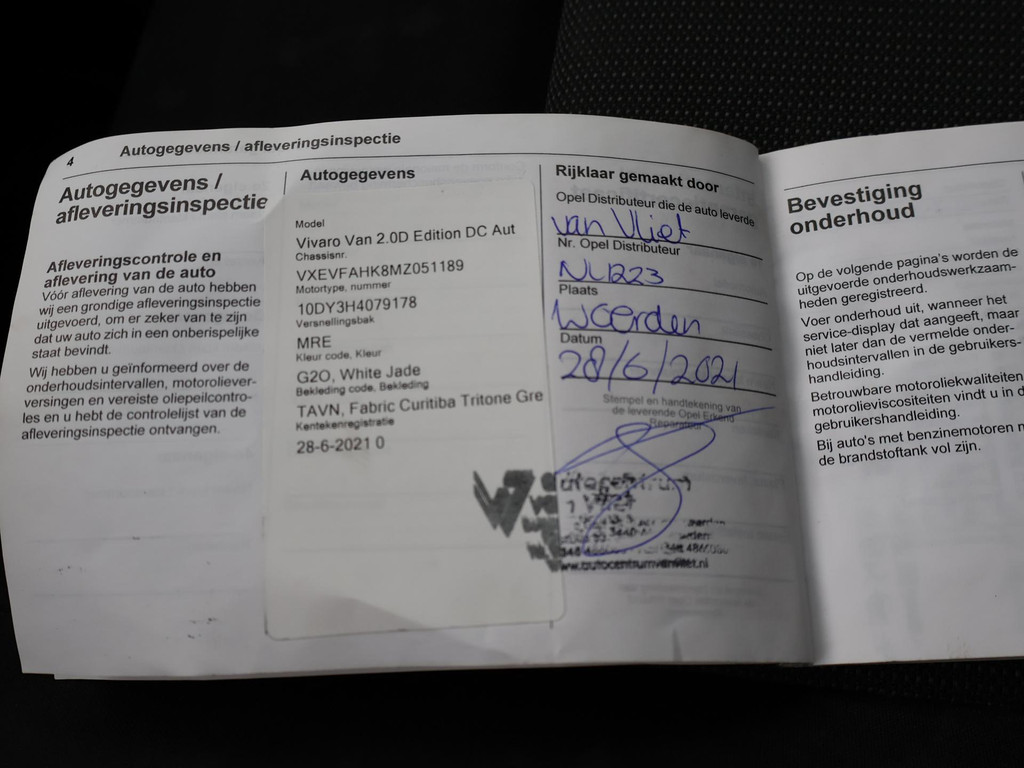 4 Autogegevens / afleveringsinspectie
Autogegevens /
afleveringsinspectie
Afleveringscontrole en
aflevering van de auto
Vóór aflevering van de auto hebben
wij een grondige afleveringsinspectie
uitgevoerd, om er zeker van te zijn
dat uw auto zich in een onberispelijke
staat bevindt.
Wij hebben u geïnformeerd over de
onderhoudsintervallen, motoroliever-
versingen en vereiste oliepeilcontro-
les en u hebt de controlelijst van de
afleveringsinspectie ontvangen.
Autogegevens
Model
Vivaro Van 2.0D Edition DC Aut
Chassisnr.
VXEVFAHK8MZ051189
Motortype, nummer
10DY3H4079178
Versnellingsbak
MRE
Kleur code, Kleur
G2O, White Jade
Bekleding code, Bekleding
TAVN, Fabric Curitiba Tritone Gre
Kentekenregistratie
28-6-2021 0
Rijklaar gemaakt door
Opel Distributeur die de auto leverde
van Vliet
Nr. Opel Distributeur
NL1223
Plaats
Woerden
Datum
28/6/2021
Stempel en handtekening van
de leverende Opel Erkend
Reparateur
autocentrum
www.autocentrumvanvliet.nl
Bevestiging
onderhoud
Op de volgende pagina's worden de
uitgevoerde onderhoudswerkzaam-
heden geregistreerd.
Voer onderhoud uit, wanneer het
service-display dat aangeeft, maar
niet later dan de vermelde onder-
houdsintervallen in de gebruikers-
handleiding.
Betrouwbare motoroliekwaliteiten
motorolieviscositeiten vindt u in d
gebruikershandleiding.
Bij auto's met benzinemotoren m
de brandstoftank vol zijn.